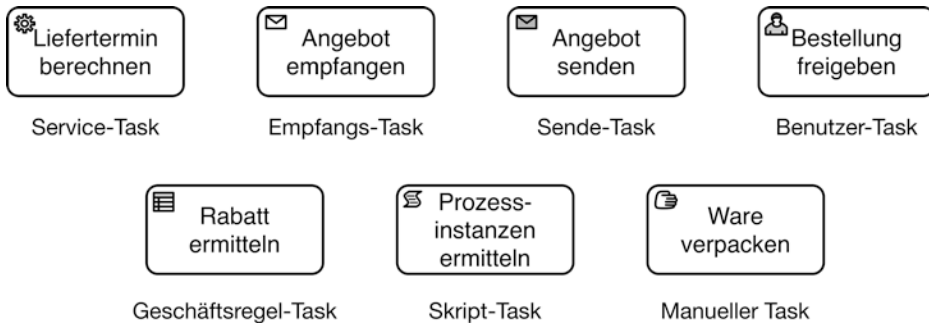 Liefertermin
berechnen
Angebot
empfangen
Angebot
senden
Bestellung
freigeben
Service-Task
Empfangs-Task
Sende-Task
Benutzer-Task
Rabatt
ermitteln
Prozess-
instanzen
ermitteln
Ware
verpacken
Geschäftsregel-Task
Skript-Task
Manueller Task